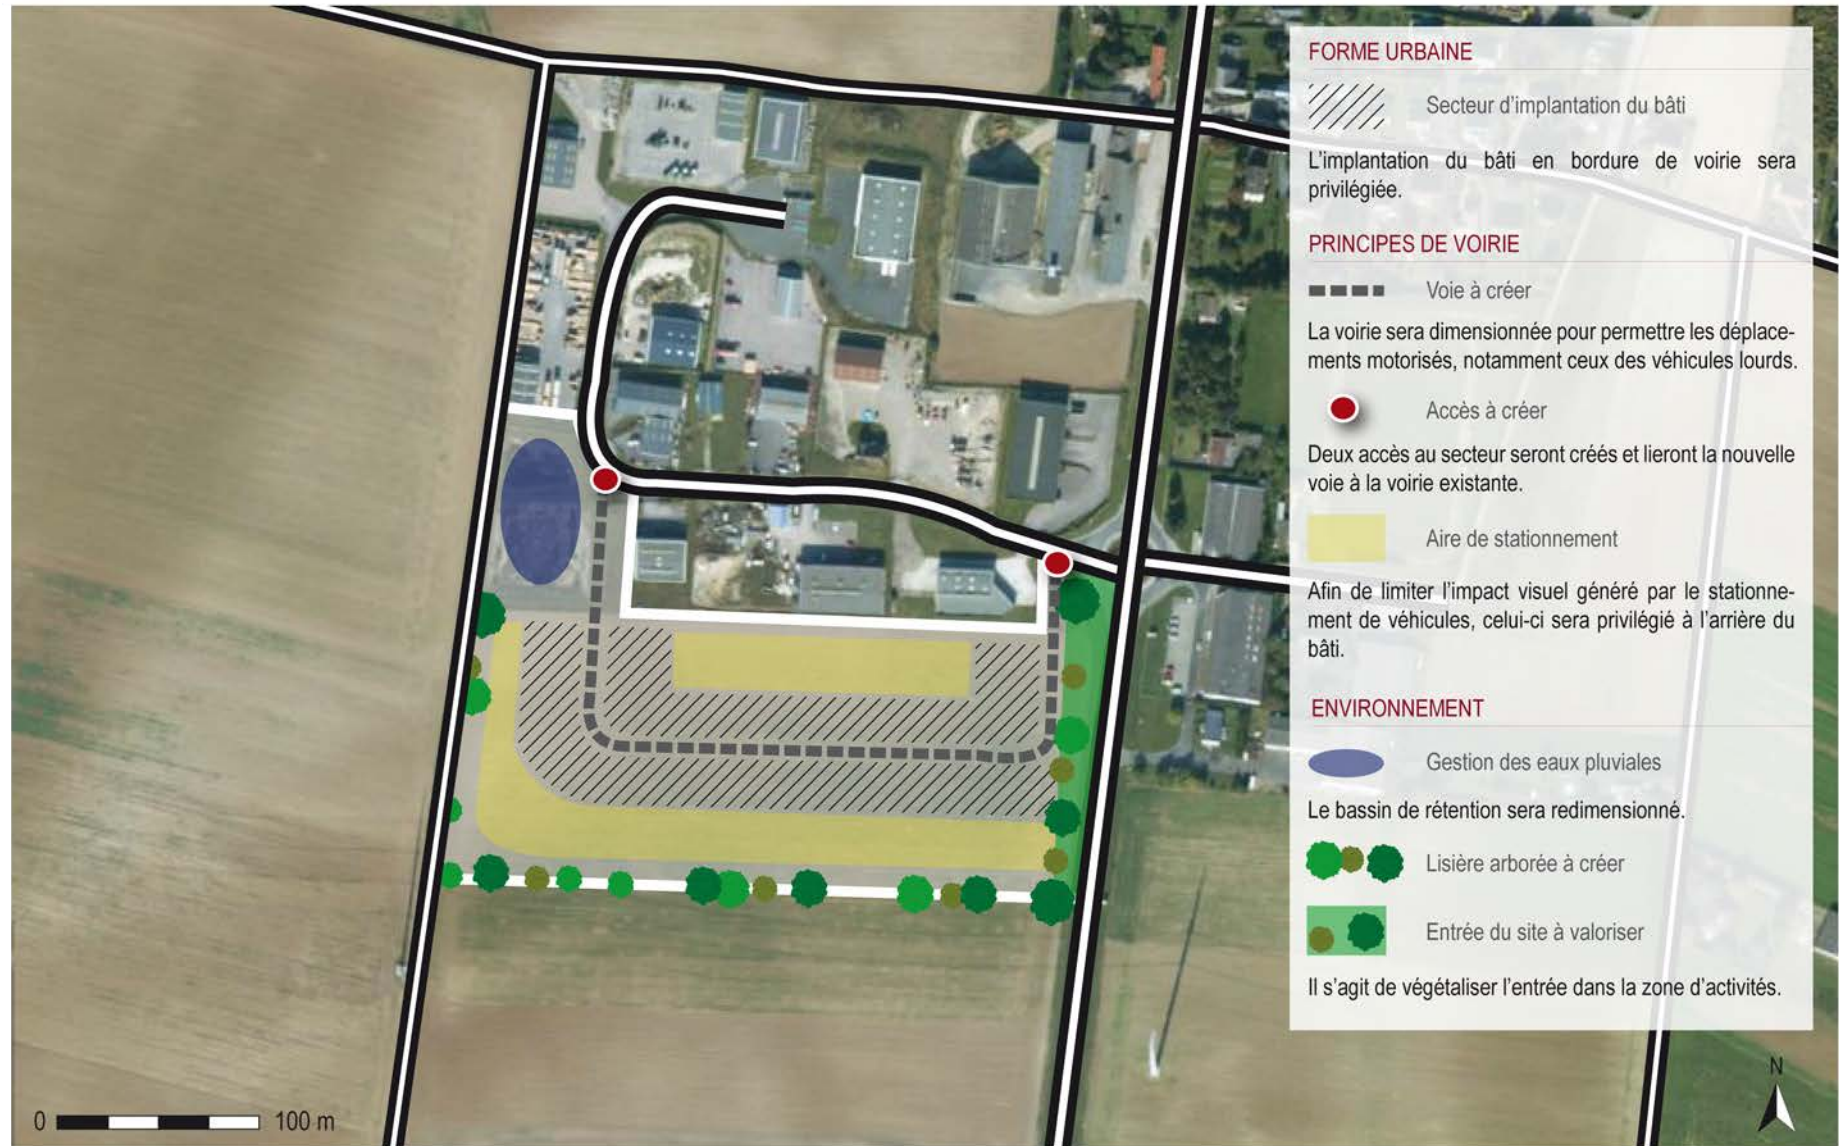 FORME URBAINE
Secteur d'implantation du bâti
L'implantation du bâti en bordure de voirie sera
privilégiée.
PRINCIPES DE VOIRIE
Voie à créer
La voirie sera dimensionnée pour permettre les déplace-
ments motorisés, notamment ceux des véhicules lourds.
Accès à créer
Deux accès au secteur seront créés et lieront la nouvelle
voie à la voirie existante.
Aire de stationnement
Afin de limiter l'impact visuel généré par le stationne-
ment de véhicules, celui-ci sera privilégié à l'arrière du
bâti.
ENVIRONNEMENT
Gestion des eaux pluviales
Le bassin de rétention sera redimensionné.
Lisière arborée à créer
Entrée du site à valoriser
Il s'agit de végétaliser l'entrée dans la zone d'activités.
N
0 100 m